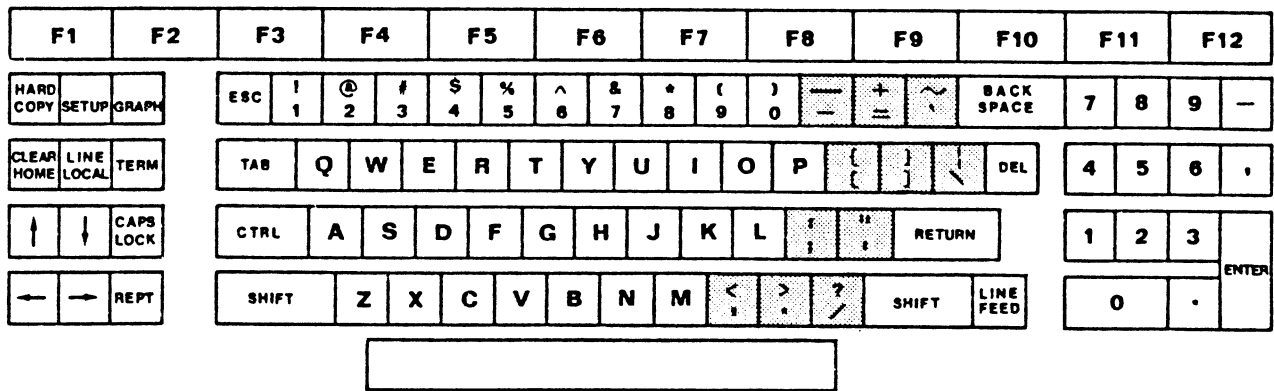 F1 F2 F3 F4 F5 F6 F7 F8 F9 F10 F11 F12
HARD COPY SETUP GRAPH ESC ! 1 @ 2 # 3 $ 4 % 5 ^ 6 & 7 * 8 ( 9 ) 0 — - + = ~ ` BACK SPACE 7 8 9 —
CLEAR HOME LINE LOCAL TERM TAB Q W E R T Y U I O P { [ } ] ¦ \ DEL 4 5 6 ,
↑ ↓ CAPS LOCK CTRL A S D F G H J K L : ; " ' RETURN 1 2 3 ENTER
← → REPT SHIFT Z X C V B N M < , > . ? / SHIFT LINE FEED 0 .